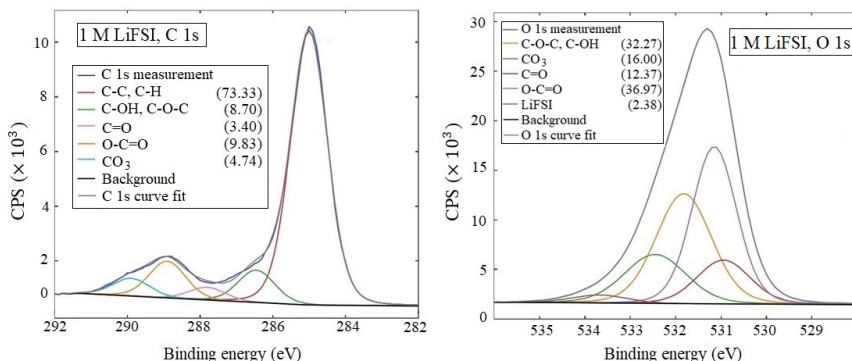 1 M LiFSI, C 1s
C 1s measurement
C-C, C-H (73.33)
C-OH, C-O-C (8.70)
C=O (3.40)
O-C=O (9.83)
CO3 (4.74)
Background
C 1s curve fit
CPS (× 10³)
10
6
2
0
292 290 288 286 284 282
Binding energy (eV)
1 M LiFSI, O 1s
O 1s measurement
C-O-C, C-OH (32.27)
CO3 (16.00)
C=O (12.37)
O-C=O (36.97)
LiFSI (2.38)
Background
O 1s curve fit
CPS (× 10³)
30
25
20
15
10
5
0
535 534 533 532 531 530 529
Binding energy (eV)